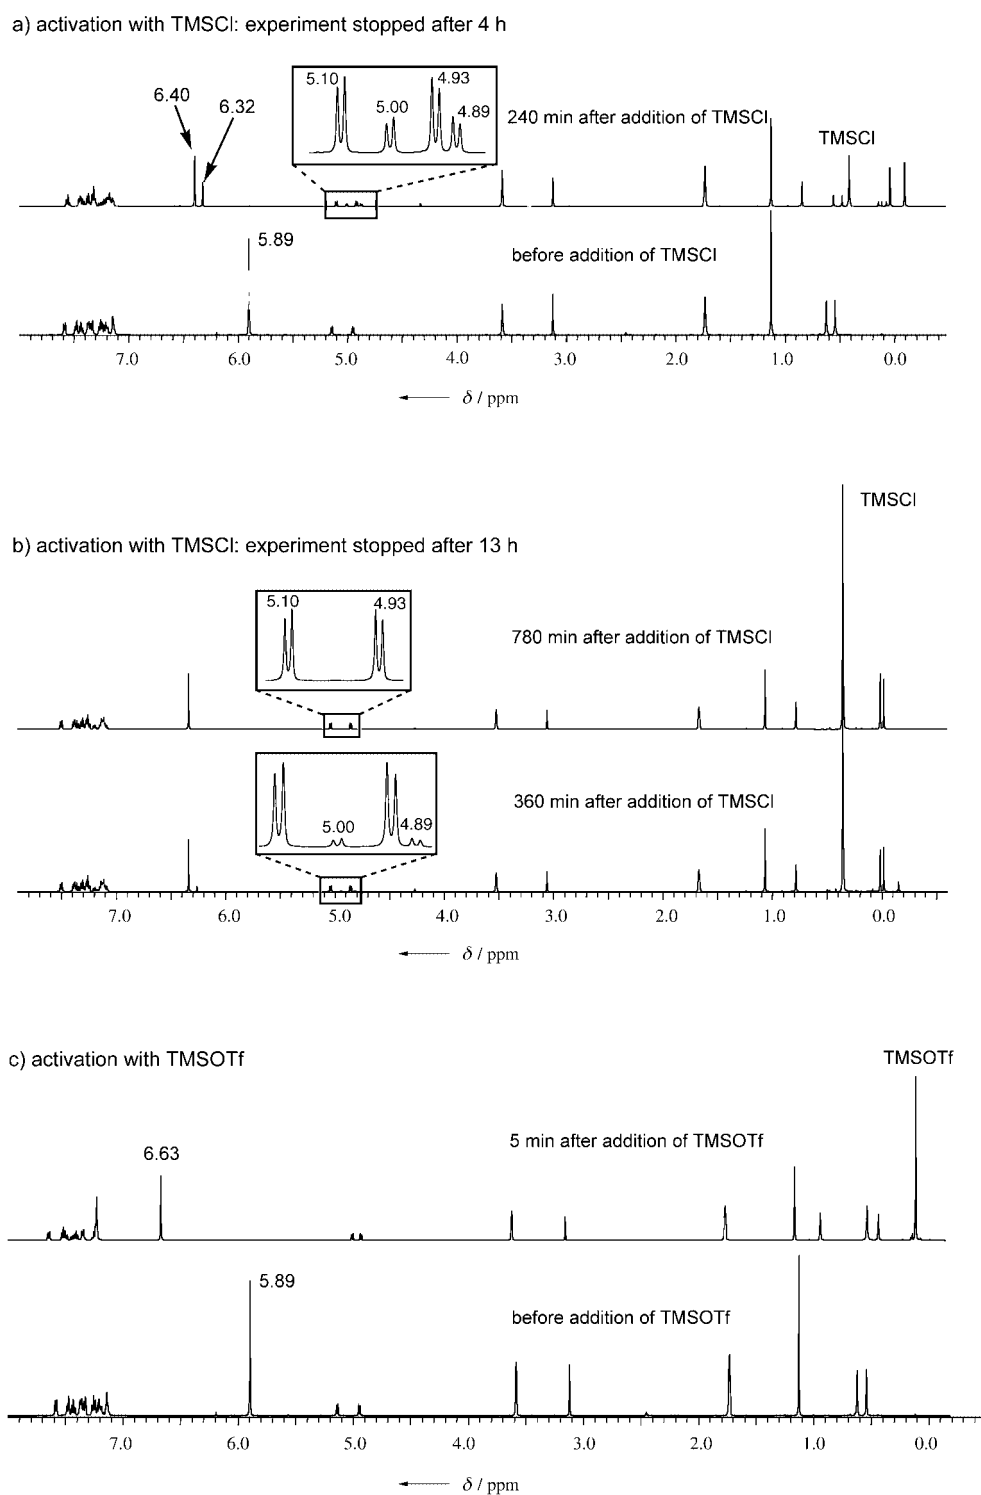 a) activation with TMSCl: experiment stopped after 4 h
6.40
6.32
5.10
5.00
4.93
4.89
240 min after addition of TMSCl
TMSCl
5.89
before addition of TMSCl
7.0 6.0 5.0 4.0 3.0 2.0 1.0 0.0
δ / ppm
TMSCl
b) activation with TMSCl: experiment stopped after 13 h
5.10 4.93
780 min after addition of TMSCl
5.00 4.89
360 min after addition of TMSCl
7.0 6.0 5.0 4.0 3.0 2.0 1.0 0.0
δ / ppm
c) activation with TMSOTf
TMSOTf
6.63
5 min after addition of TMSOTf
5.89
before addition of TMSOTf
7.0 6.0 5.0 4.0 3.0 2.0 1.0 0.0
δ / ppm